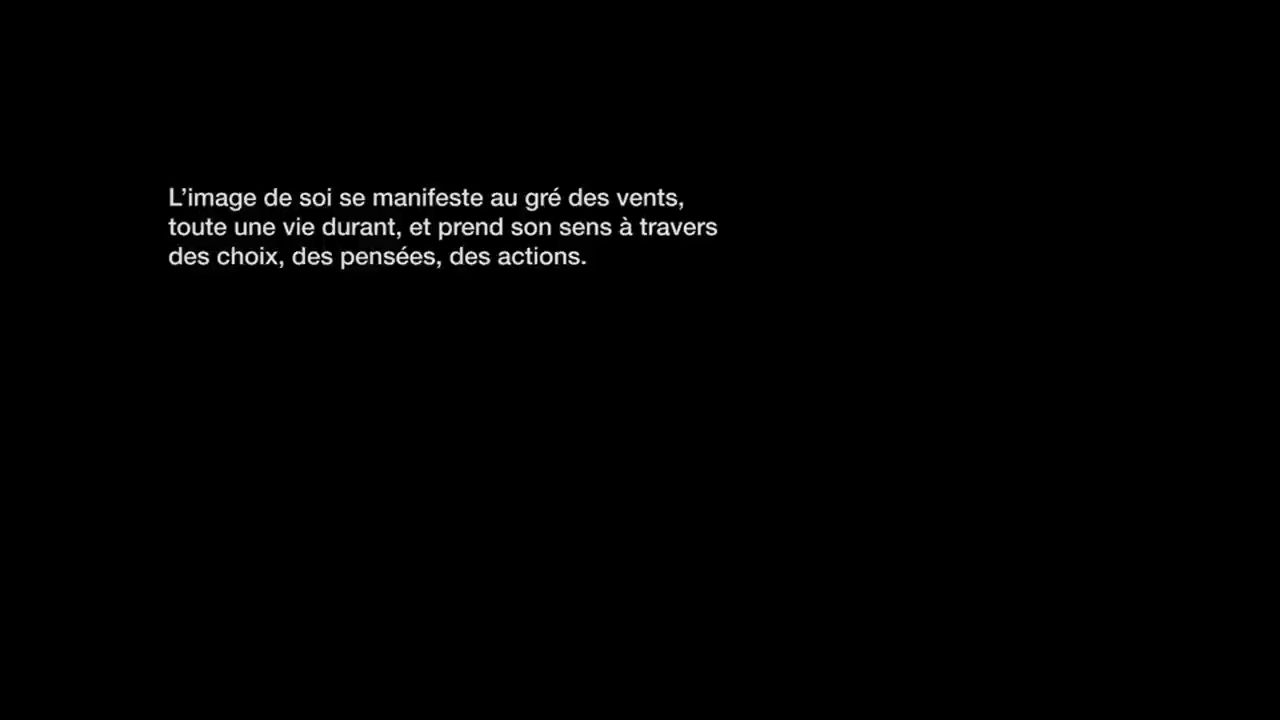 L’image de soi se manifeste au gré des vents,
toute une vie durant, et prend son sens à travers
des choix, des pensées, des actions.